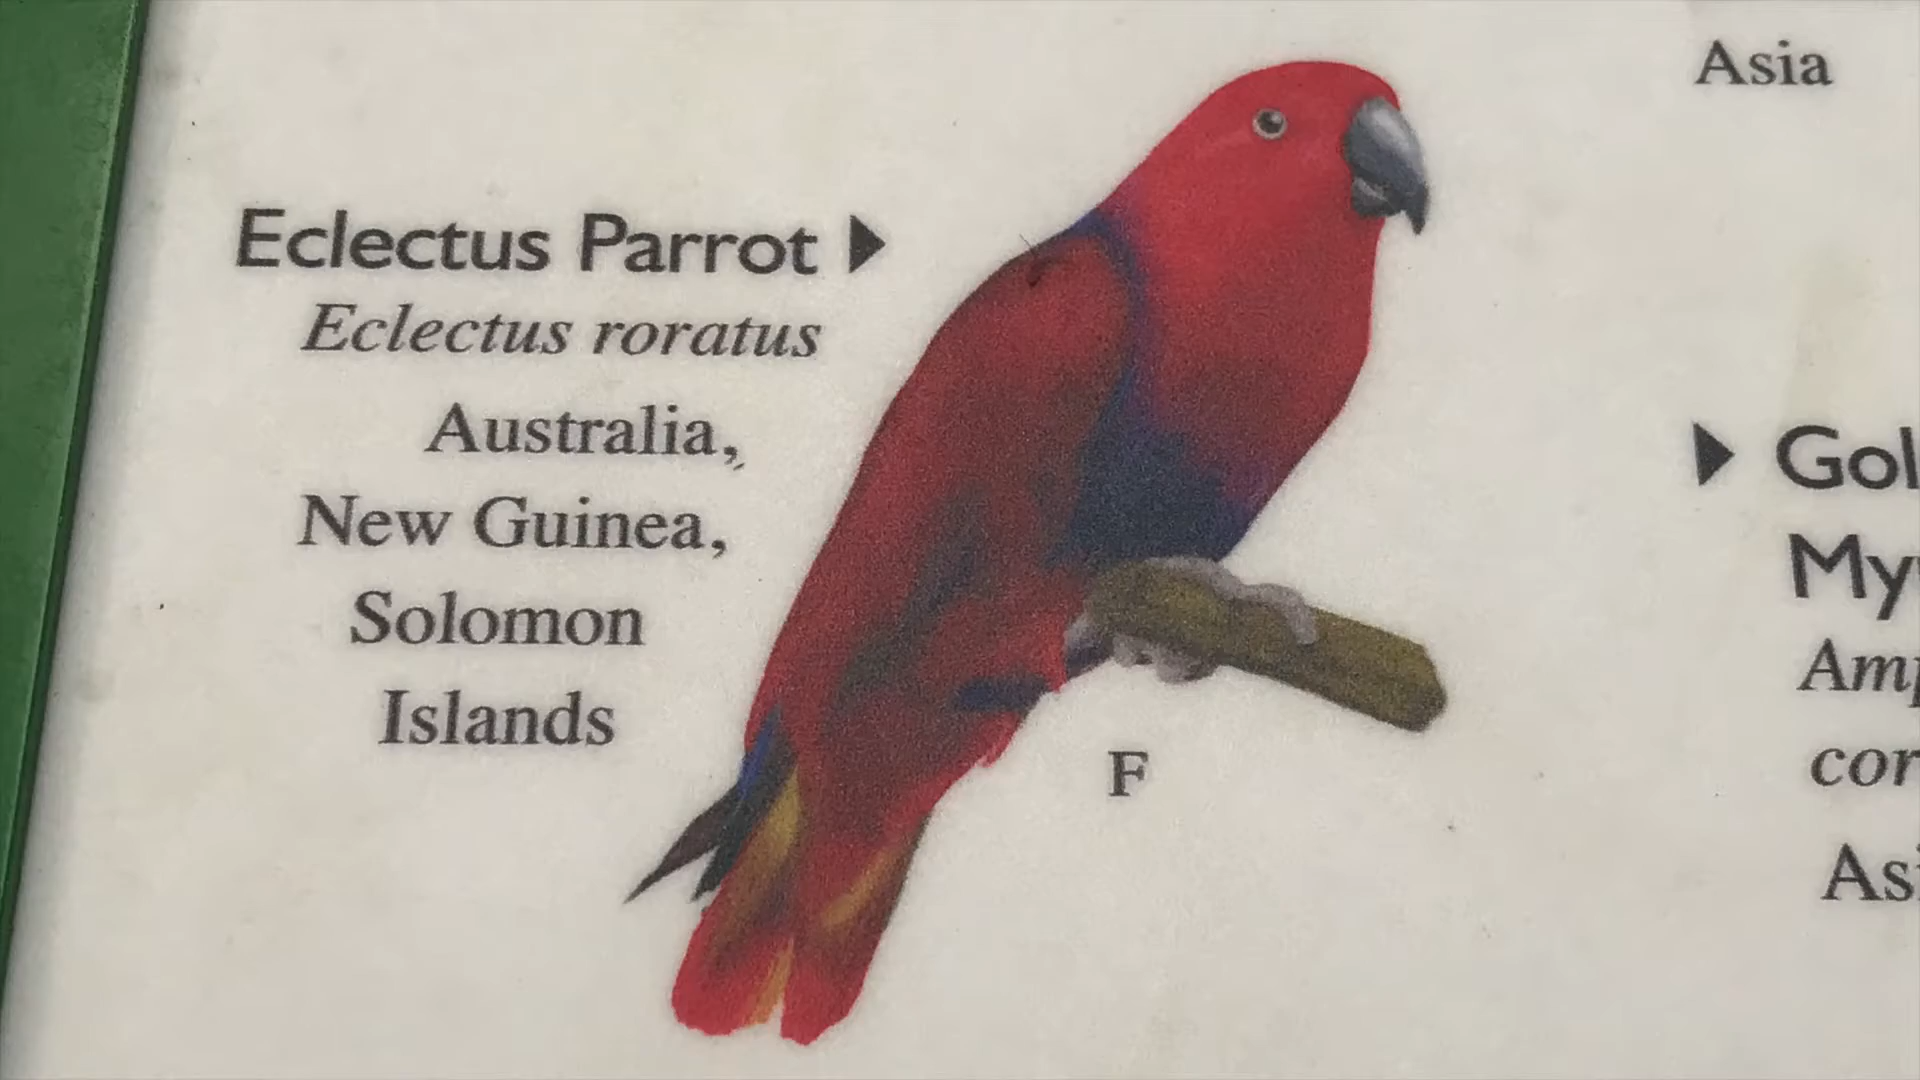 Eclectus Parrot
Eclectus roratus
Australia,
New Guinea,
Solomon
Islands
F
Asia